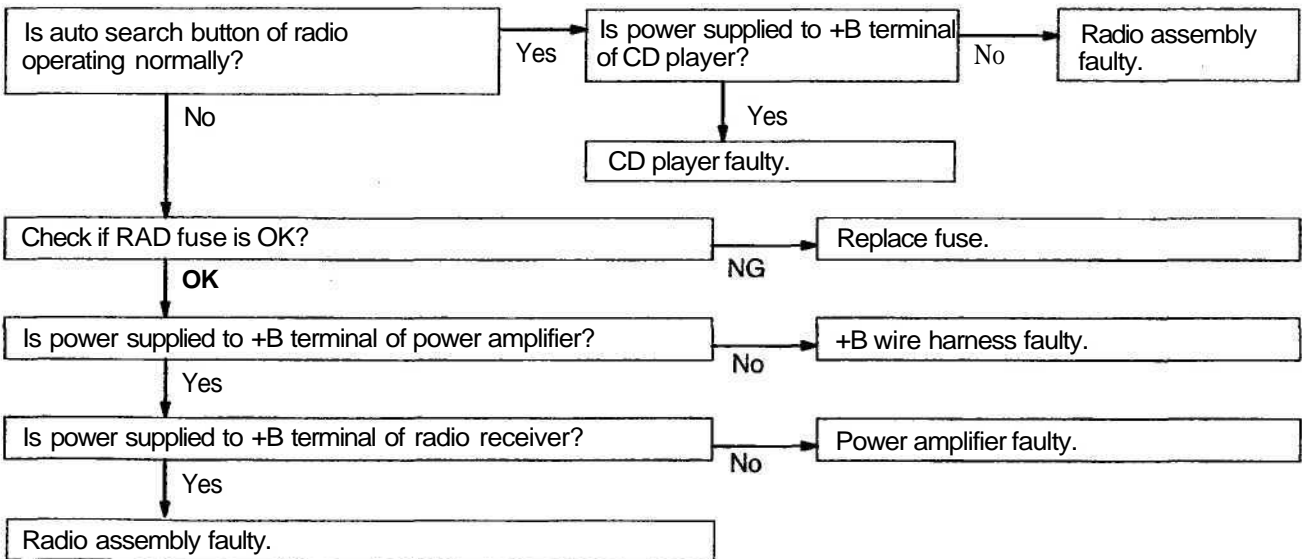 Is auto search button of radio
operating normally?
Yes
Is power supplied to +B terminal
of CD player?
No
Radio assembly
faulty.
No
Yes
CD player faulty.
Check if RAD fuse is OK?
NG
Replace fuse.
OK
Is power supplied to +B terminal of power amplifier?
No
+B wire harness faulty.
Yes
Is power supplied to +B terminal of radio receiver?
No
Power amplifier faulty.
Yes
Radio assembly faulty.